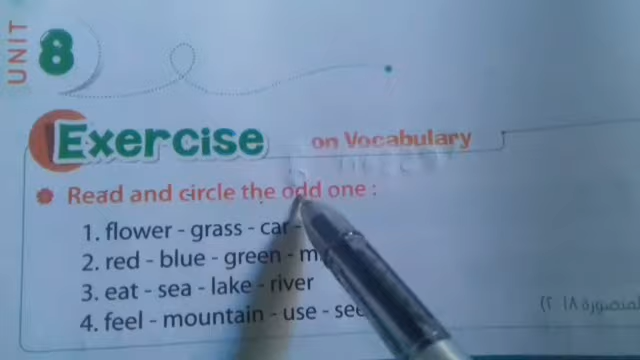 UNIT 8
Exercise on Vocabulary
Read and circle the odd one :
1. flower - grass - car -
2. red - blue - green -
3. eat - sea - lake - river
4. feel - mountain - use -